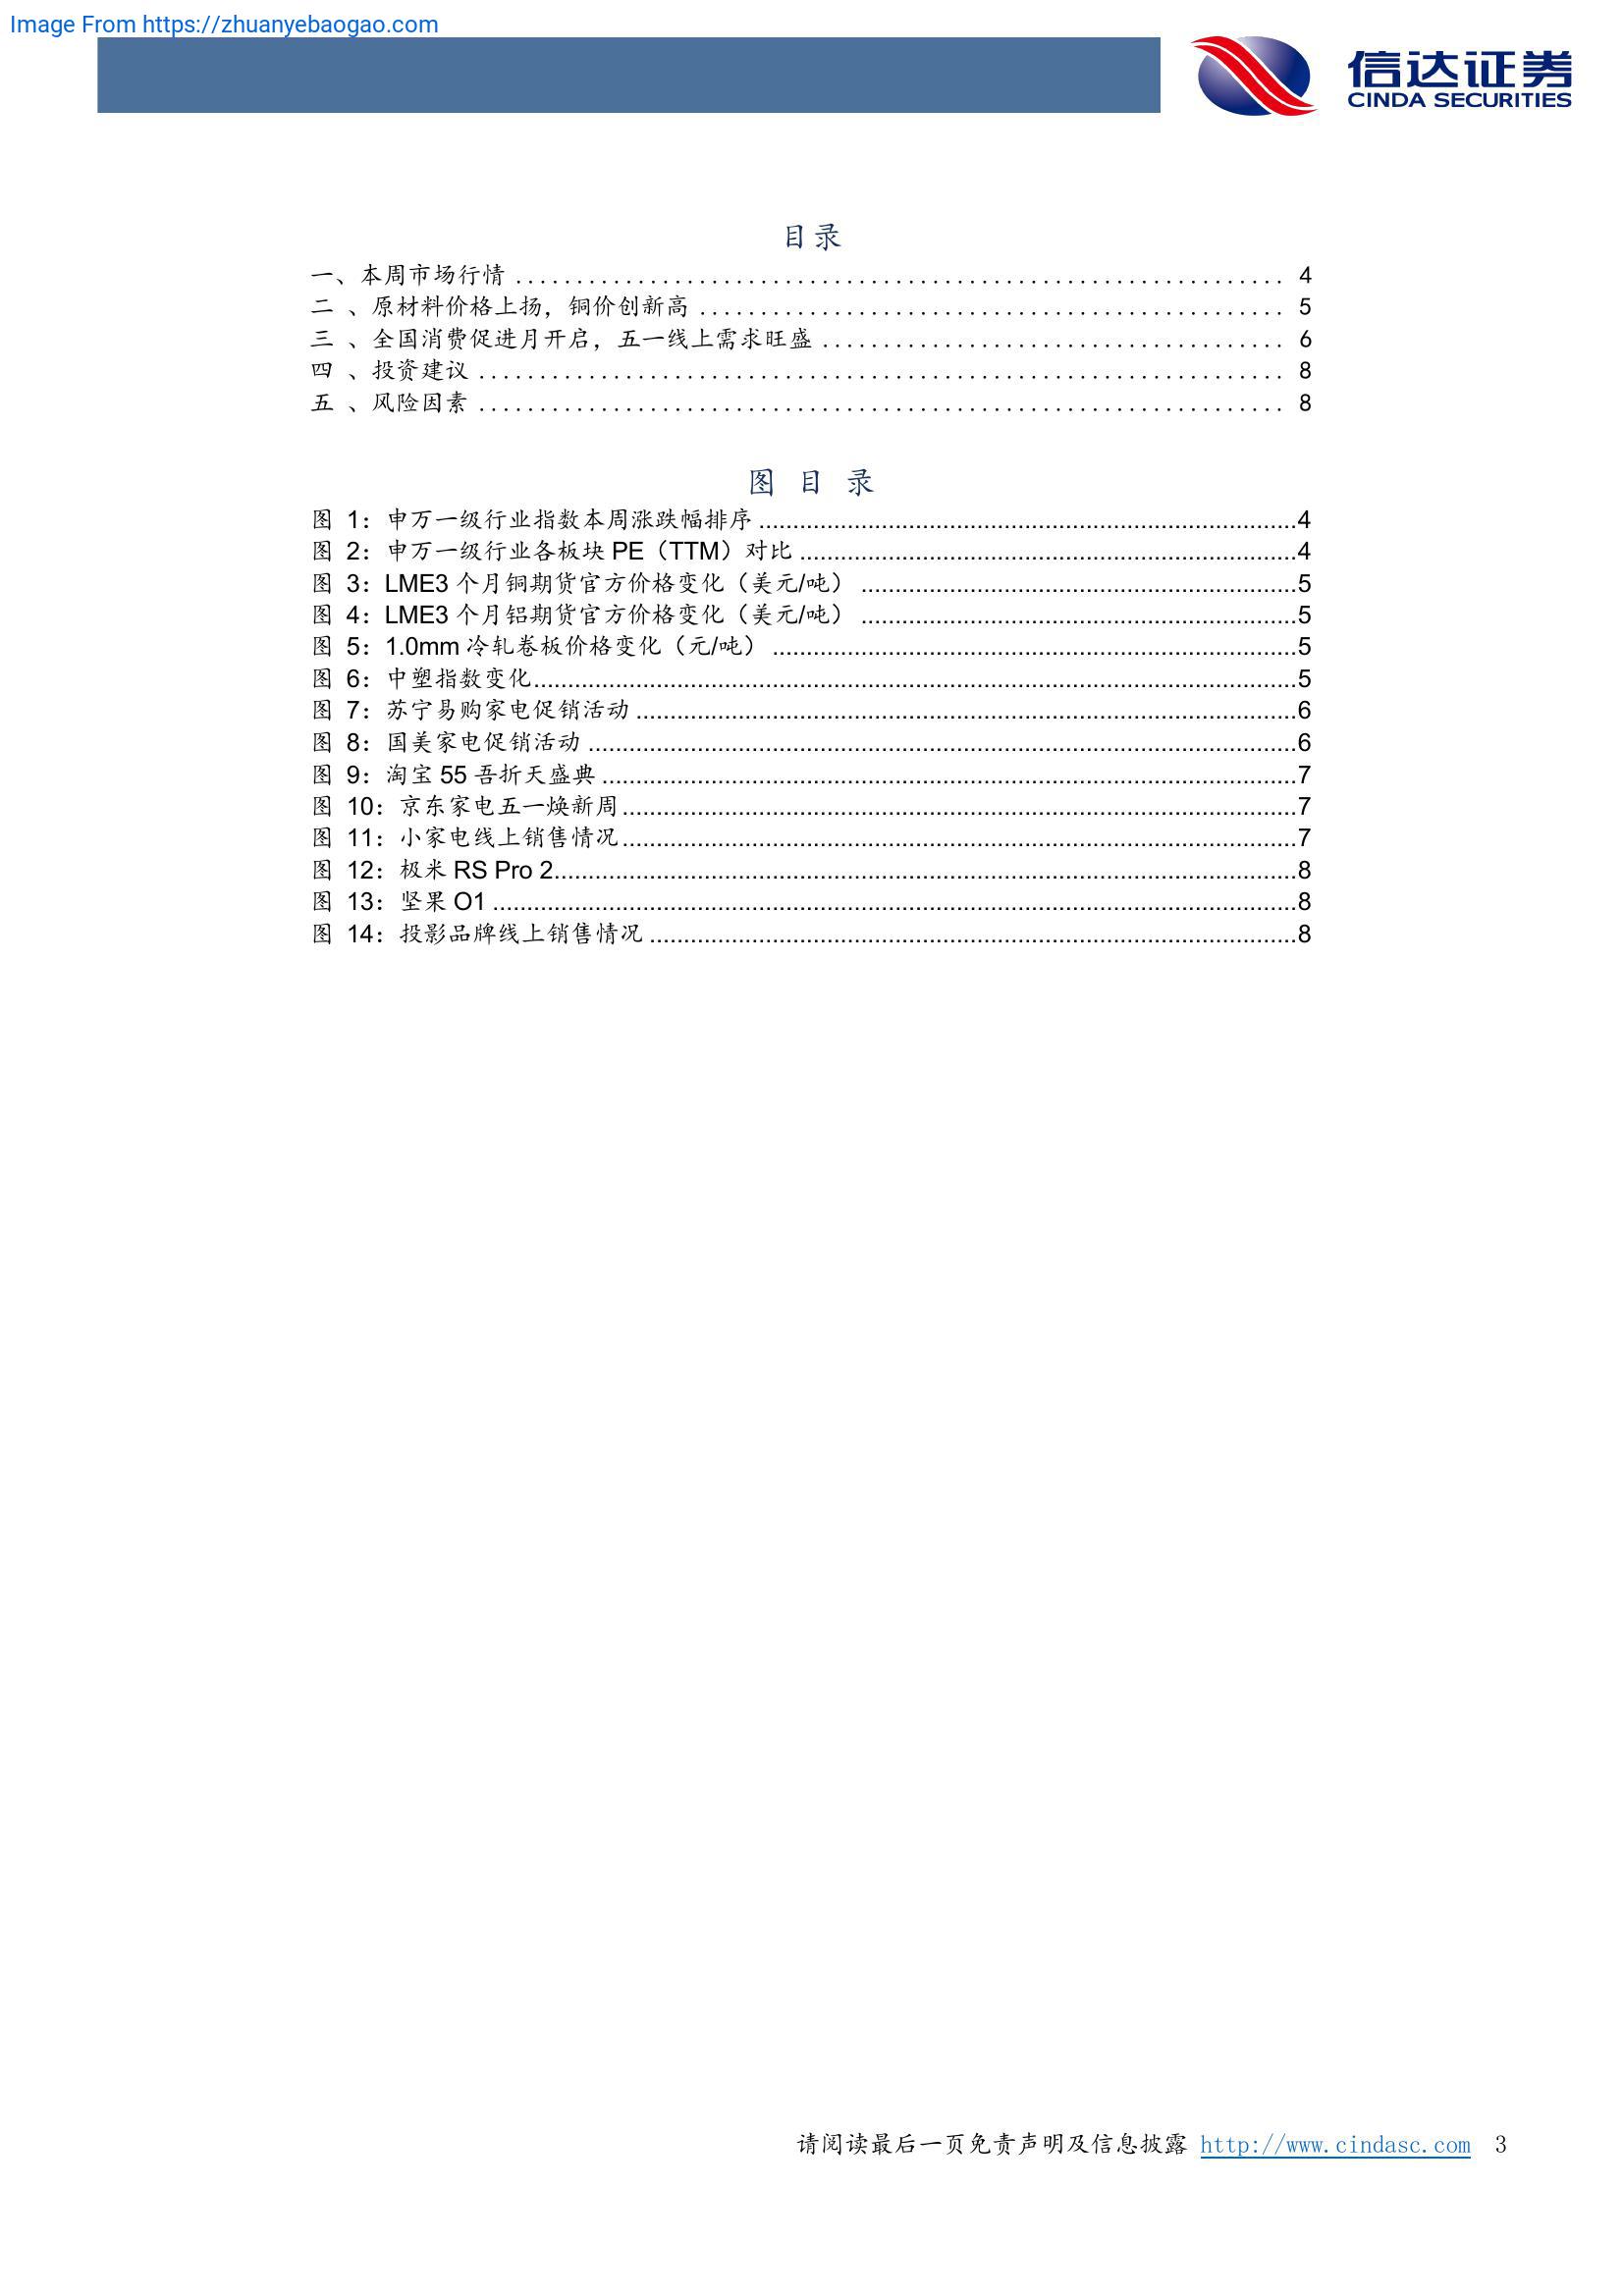 Image From https://zhuanyebaogao.com
信达证券
CINDA SECURITIES
目录
一、本周市场行情 ............................................................... 4
二 、原材料价格上扬，铜价创新高 ................................................ 5
三 、全国消费促进月开启，五一线上需求旺盛 ...................................... 6
四 、投资建议 .................................................................. 8
五 、风险因素 .................................................................. 8
图 目 录
图 1：申万一级行业指数本周涨跌幅排序 ...............................................................................4
图 2：申万一级行业各板块 PE（TTM）对比 .........................................................................4
图 3：LME3 个月铜期货官方价格变化（美元/吨） ................................................................5
图 4：LME3 个月铝期货官方价格变化（美元/吨） ................................................................5
图 5：1.0mm 冷轧卷板价格变化（元/吨） .............................................................................5
图 6：中塑指数变化................................................................................................................5
图 7：苏宁易购家电促销活动 .................................................................................................6
图 8：国美家电促销活动 ........................................................................................................6
图 9：淘宝 55 吾折天盛典 ......................................................................................................7
图 10：京东家电五一焕新周...................................................................................................7
图 11：小家电线上销售情况...................................................................................................7
图 12：极米 RS Pro 2.............................................................................................................8
图 13：坚果 O1 ......................................................................................................................8
图 14：投影品牌线上销售情况 ...............................................................................................8
请阅读最后一页免责声明及信息披露 http://www.cindasc.com 3